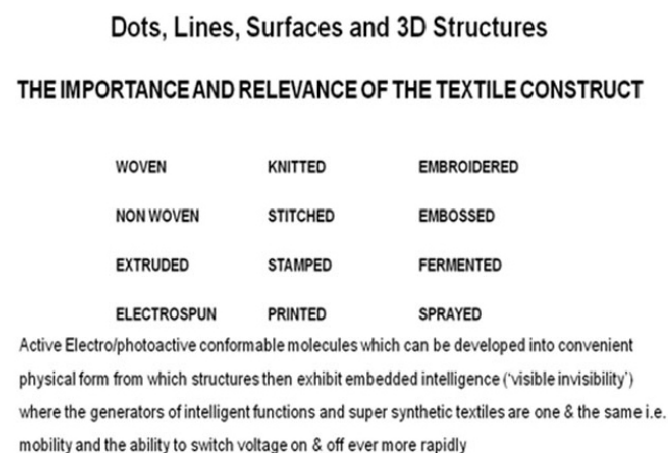 Dots, Lines, Surfaces and 3D Structures
THE IMPORTANCE AND RELEVANCE OF THE TEXTILE CONSTRUCT
WOVEN KNITTED EMBROIDERED
NON WOVEN STITCHED EMBOSSED
EXTRUDED STAMPED FERMENTED
ELECTROSPUN PRINTED SPRAYED
Active Electro/photoactive conformable molecules which can be developed into convenient
physical form from which structures then exhibit embedded intelligence ('visible invisibility')
where the generators of intelligent functions and super synthetic textiles are one & the same i.e.
mobility and the ability to switch voltage on & off ever more rapidly